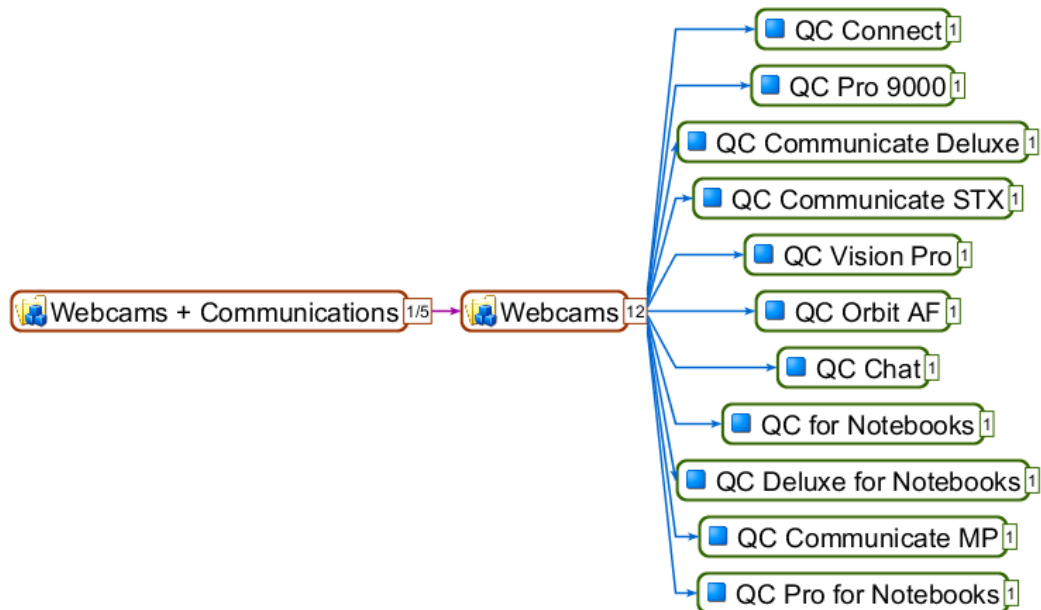 QC Connect 1
QC Pro 9000 1
QC Communicate Deluxe 1
QC Communicate STX 1
QC Vision Pro 1
Webcams + Communications 1/5 Webcams 12 QC Orbit AF 1
QC Chat 1
QC for Notebooks 1
QC Deluxe for Notebooks 1
QC Communicate MP 1
QC Pro for Notebooks 1